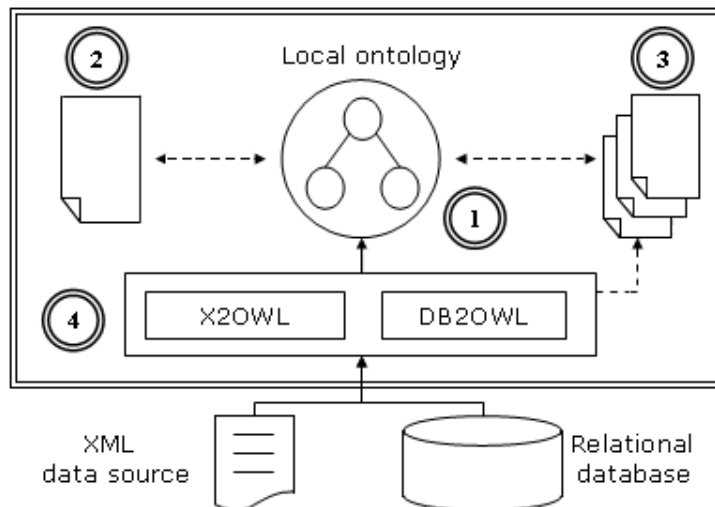 2
Local ontology
3
1
4
X2OWL
DB2OWL
XML
data source
Relational
database